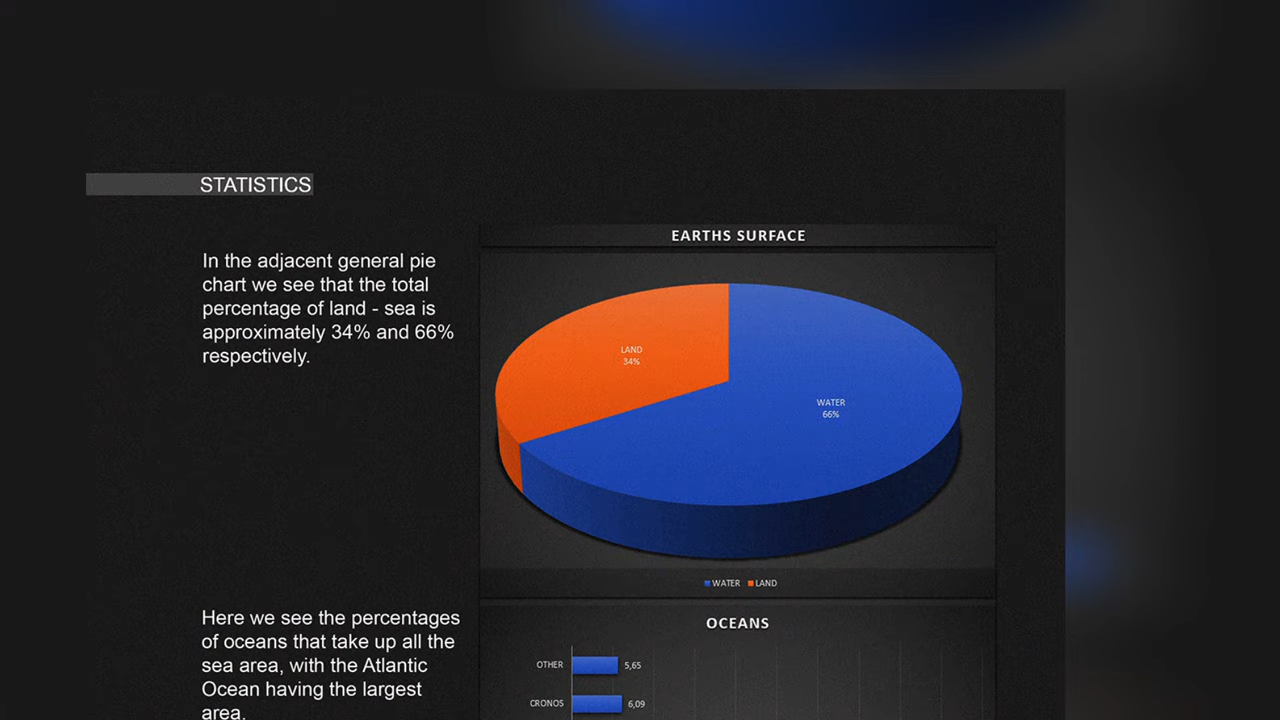 STATISTICS
In the adjacent general pie
chart we see that the total
percentage of land - sea is
approximately 34% and 66%
respectively.
EARTHS SURFACE
LAND
34%
WATER
66%
WATER LAND
Here we see the percentages
of oceans that take up all the
sea area, with the Atlantic
Ocean having the largest
area.
OCEANS
OTHER 5,65
CRONOS 6,09